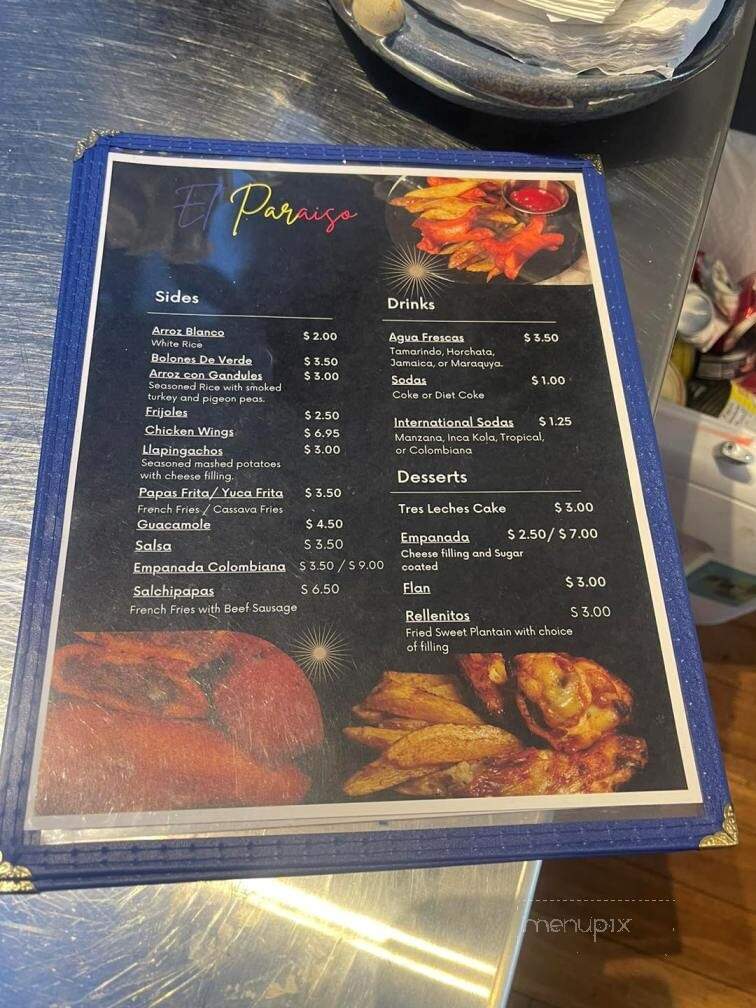 El Paraiso
Sides
Arroz Blanco $ 2.00
White Rice
Bolones De Verde $ 3.50
Arroz con Gandules $ 3.00
Seasoned Rice with smoked
turkey and pigeon peas.
Frijoles $ 2.50
Chicken Wings $ 6.95
Llapingachos $ 3.00
Seasoned mashed potatoes
with cheese filling.
Papas Frita/ Yuca Frita $ 3.50
French Fries / Cassava Fries
Guacamole $ 4.50
Salsa $ 3.50
Empanada Colombiana $ 3.50 / $ 9.00
Salchipapas $ 6.50
French Fries with Beef Sausage
Drinks
Agua Frescas $ 3.50
Tamarindo, Horchata,
Jamaica, or Maraquya.
Sodas $ 1.00
Coke or Diet Coke
International Sodas $ 1.25
Manzana, Inca Kola, Tropical,
or Colombiana
Desserts
Tres Leches Cake $ 3.00
Empanada $ 2.50/ $ 7.00
Cheese filling and Sugar
coated
Flan $ 3.00
Rellenitos $ 3.00
Fried Sweet Plantain with choice
of filling
menupix